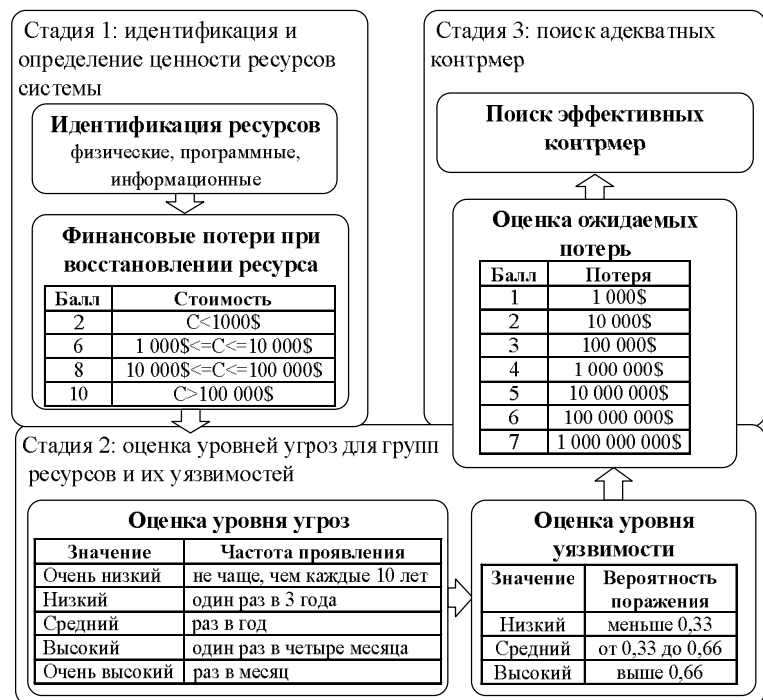 Стадия 1: идентификация и
определение ценности ресурсов
системы
Идентификация ресурсов
физические, программные,
информационные
Финансовые потери при
восстановлении ресурса
Балл Стоимость
2 C<1000$
6 1 000$<=C<=10 000$
8 10 000$<=C<=100 000$
10 C>100 000$
Стадия 2: оценка уровней угроз для групп
ресурсов и их уязвимостей
Оценка уровня угроз
Значение Частота проявления
Очень низкий не чаще, чем каждые 10 лет
Низкий один раз в 3 года
Средний раз в год
Высокий один раз в четыре месяца
Очень высокий раз в месяц
Оценка уровня
уязвимости
Значение Вероятность
поражения
Низкий меньше 0,33
Средний от 0,33 до 0,66
Высокий выше 0,66
Стадия 3: поиск адекватных
контрмер
Поиск эффективных
контрмер
Оценка ожидаемых
потерь
Балл Потеря
1 1 000$
2 10 000$
3 100 000$
4 1 000 000$
5 10 000 000$
6 100 000 000$
7 1 000 000 000$